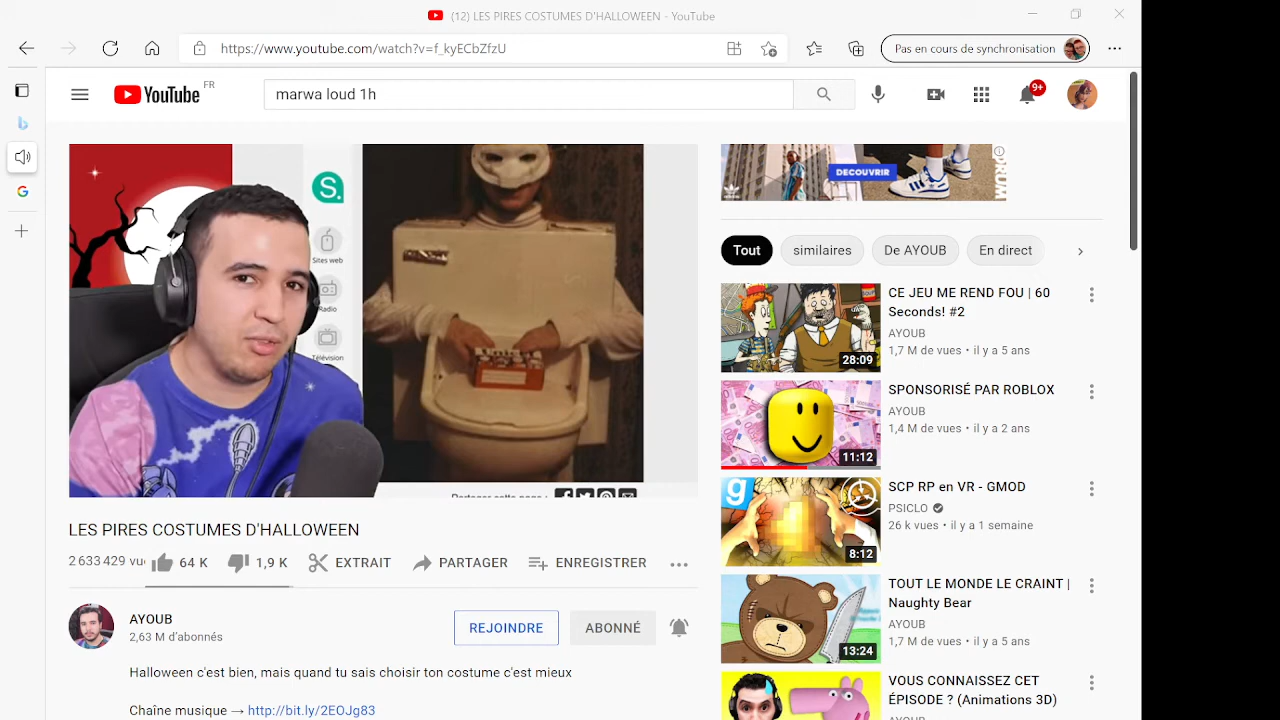 (12) LES PIRES COSTUMES D'HALLOWEEN - YouTube
https://www.youtube.com/watch?v=f_kyECbZfzU
Pas en cours de synchronisation
YouTube FR
marwa loud 1h
9+
S.
Sites web
Radio
Télévision
Partager cette page :
DECOUVRIR
Tout
similaires
De AYOUB
En direct
CE JEU ME REND FOU | 60
Seconds! #2
AYOUB
1,7 M de vues • il y a 5 ans
28:09
SPONSORISÉ PAR ROBLOX
AYOUB
1,4 M de vues • il y a 2 ans
11:12
SCP RP en VR - GMOD
PSICLO
26 k vues • il y a 1 semaine
8:12
TOUT LE MONDE LE CRAINT |
Naughty Bear
AYOUB
1,7 M de vues • il y a 5 ans
13:24
VOUS CONNAISSEZ CET
ÉPISODE ? (Animations 3D)
LES PIRES COSTUMES D'HALLOWEEN
2 633 429 vu
64 K
1,9 K
EXTRAIT
PARTAGER
ENREGISTRER
AYOUB
2,63 M d'abonnés
REJOINDRE
ABONNÉ
Halloween c'est bien, mais quand tu sais choisir ton costume c'est mieux
Chaîne musique → http://bit.ly/2EOJg83